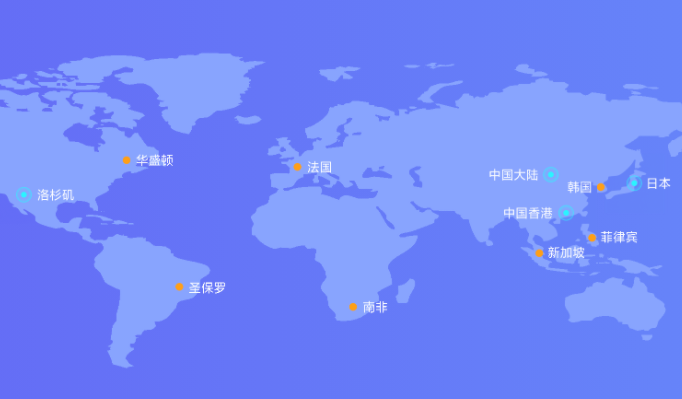 华盛顿
法国
中国大陆
韩国
日本
洛杉矶
中国香港
菲律宾
新加坡
圣保罗
南非